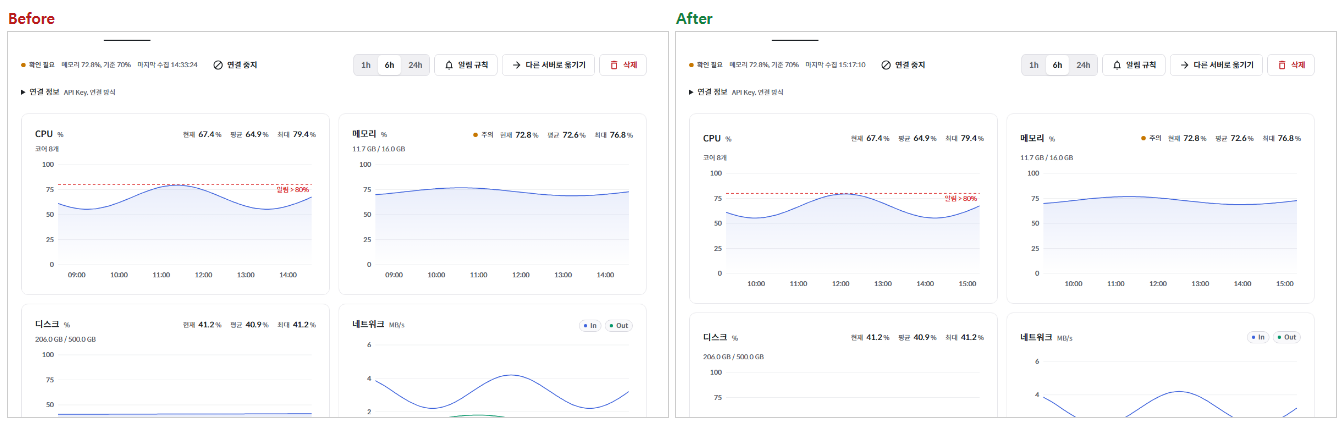 Before
확인 필요 메모리 72.8%, 기준 70% 마지막 수집 14:33:24 연결 중지 1h 6h 24h 알림 규칙 다른 서버로 옮기기 삭제
연결 정보 API Key, 연결 방식
CPU % 현재 67.4 % 평균 64.9 % 최대 79.4 %
코어 8개
100
75
50
25
0
알림 > 80%
09:00 10:00 11:00 12:00 13:00 14:00
메모리 % 주의 현재 72.8 % 평균 72.6 % 최대 76.8 %
11.7 GB / 16.0 GB
100
75
50
25
0
09:00 10:00 11:00 12:00 13:00 14:00
디스크 % 현재 41.2 % 평균 40.9 % 최대 41.2 %
206.0 GB / 500.0 GB
100
75
50
네트워크 MB/s In Out
6
4
2
After
확인 필요 메모리 72.8%, 기준 70% 마지막 수집 15:17:10 연결 중지 1h 6h 24h 알림 규칙 다른 서버로 옮기기 삭제
연결 정보 API Key, 연결 방식
CPU % 현재 67.4 % 평균 64.9 % 최대 79.4 %
코어 8개
100
75
50
25
0
알림 > 80%
10:00 11:00 12:00 13:00 14:00 15:00
메모리 % 주의 현재 72.8 % 평균 72.6 % 최대 76.8 %
11.7 GB / 16.0 GB
100
75
50
25
0
10:00 11:00 12:00 13:00 14:00 15:00
디스크 % 현재 41.2 % 평균 40.9 % 최대 41.2 %
206.0 GB / 500.0 GB
100
75
네트워크 MB/s In Out
6
4